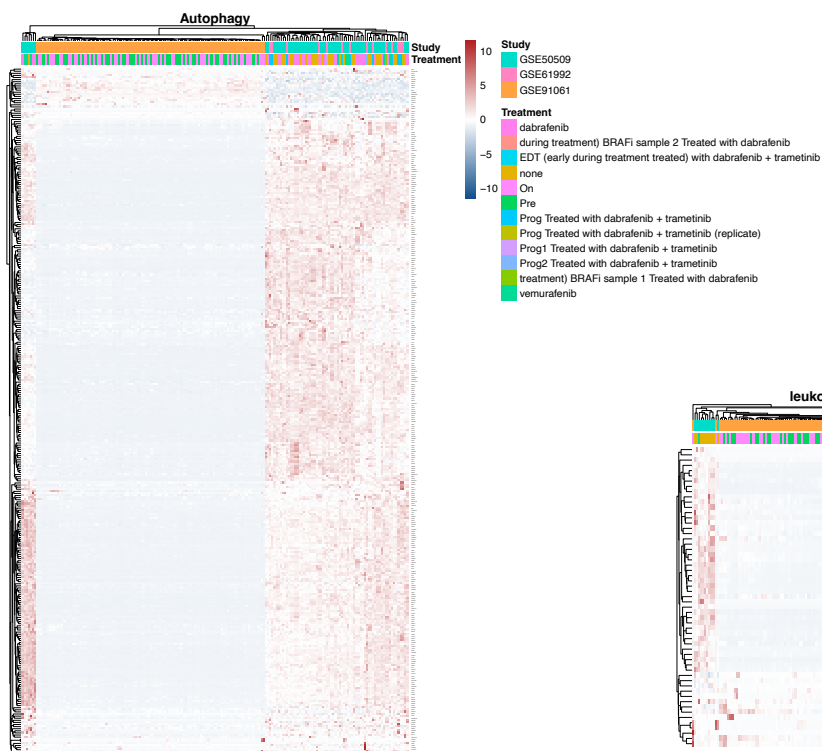 Autophagy
Study
Treatment
10
5
0
−5
−10
Study
GSE50509
GSE61992
GSE91061
Treatment
dabrafenib
during treatment) BRAFi sample 2 Treated with dabrafenib
EDT (early during treatment treated) with dabrafenib + trametinib
none
On
Pre
Prog Treated with dabrafenib + trametinib
Prog Treated with dabrafenib + trametinib (replicate)
Prog1 Treated with dabrafenib + trametinib
Prog2 Treated with dabrafenib + trametinib
treatment) BRAFi sample 1 Treated with dabrafenib
vemurafenib
leuko